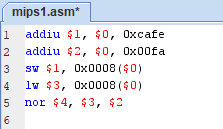 mips1.asm*
1 addiu $1, $0, 0xcafe
2 addiu $2, $0, 0x00fa
3 sw $1, 0x0008($0)
4 lw $3, 0x0008($0)
5 nor $4, $3, $2
6